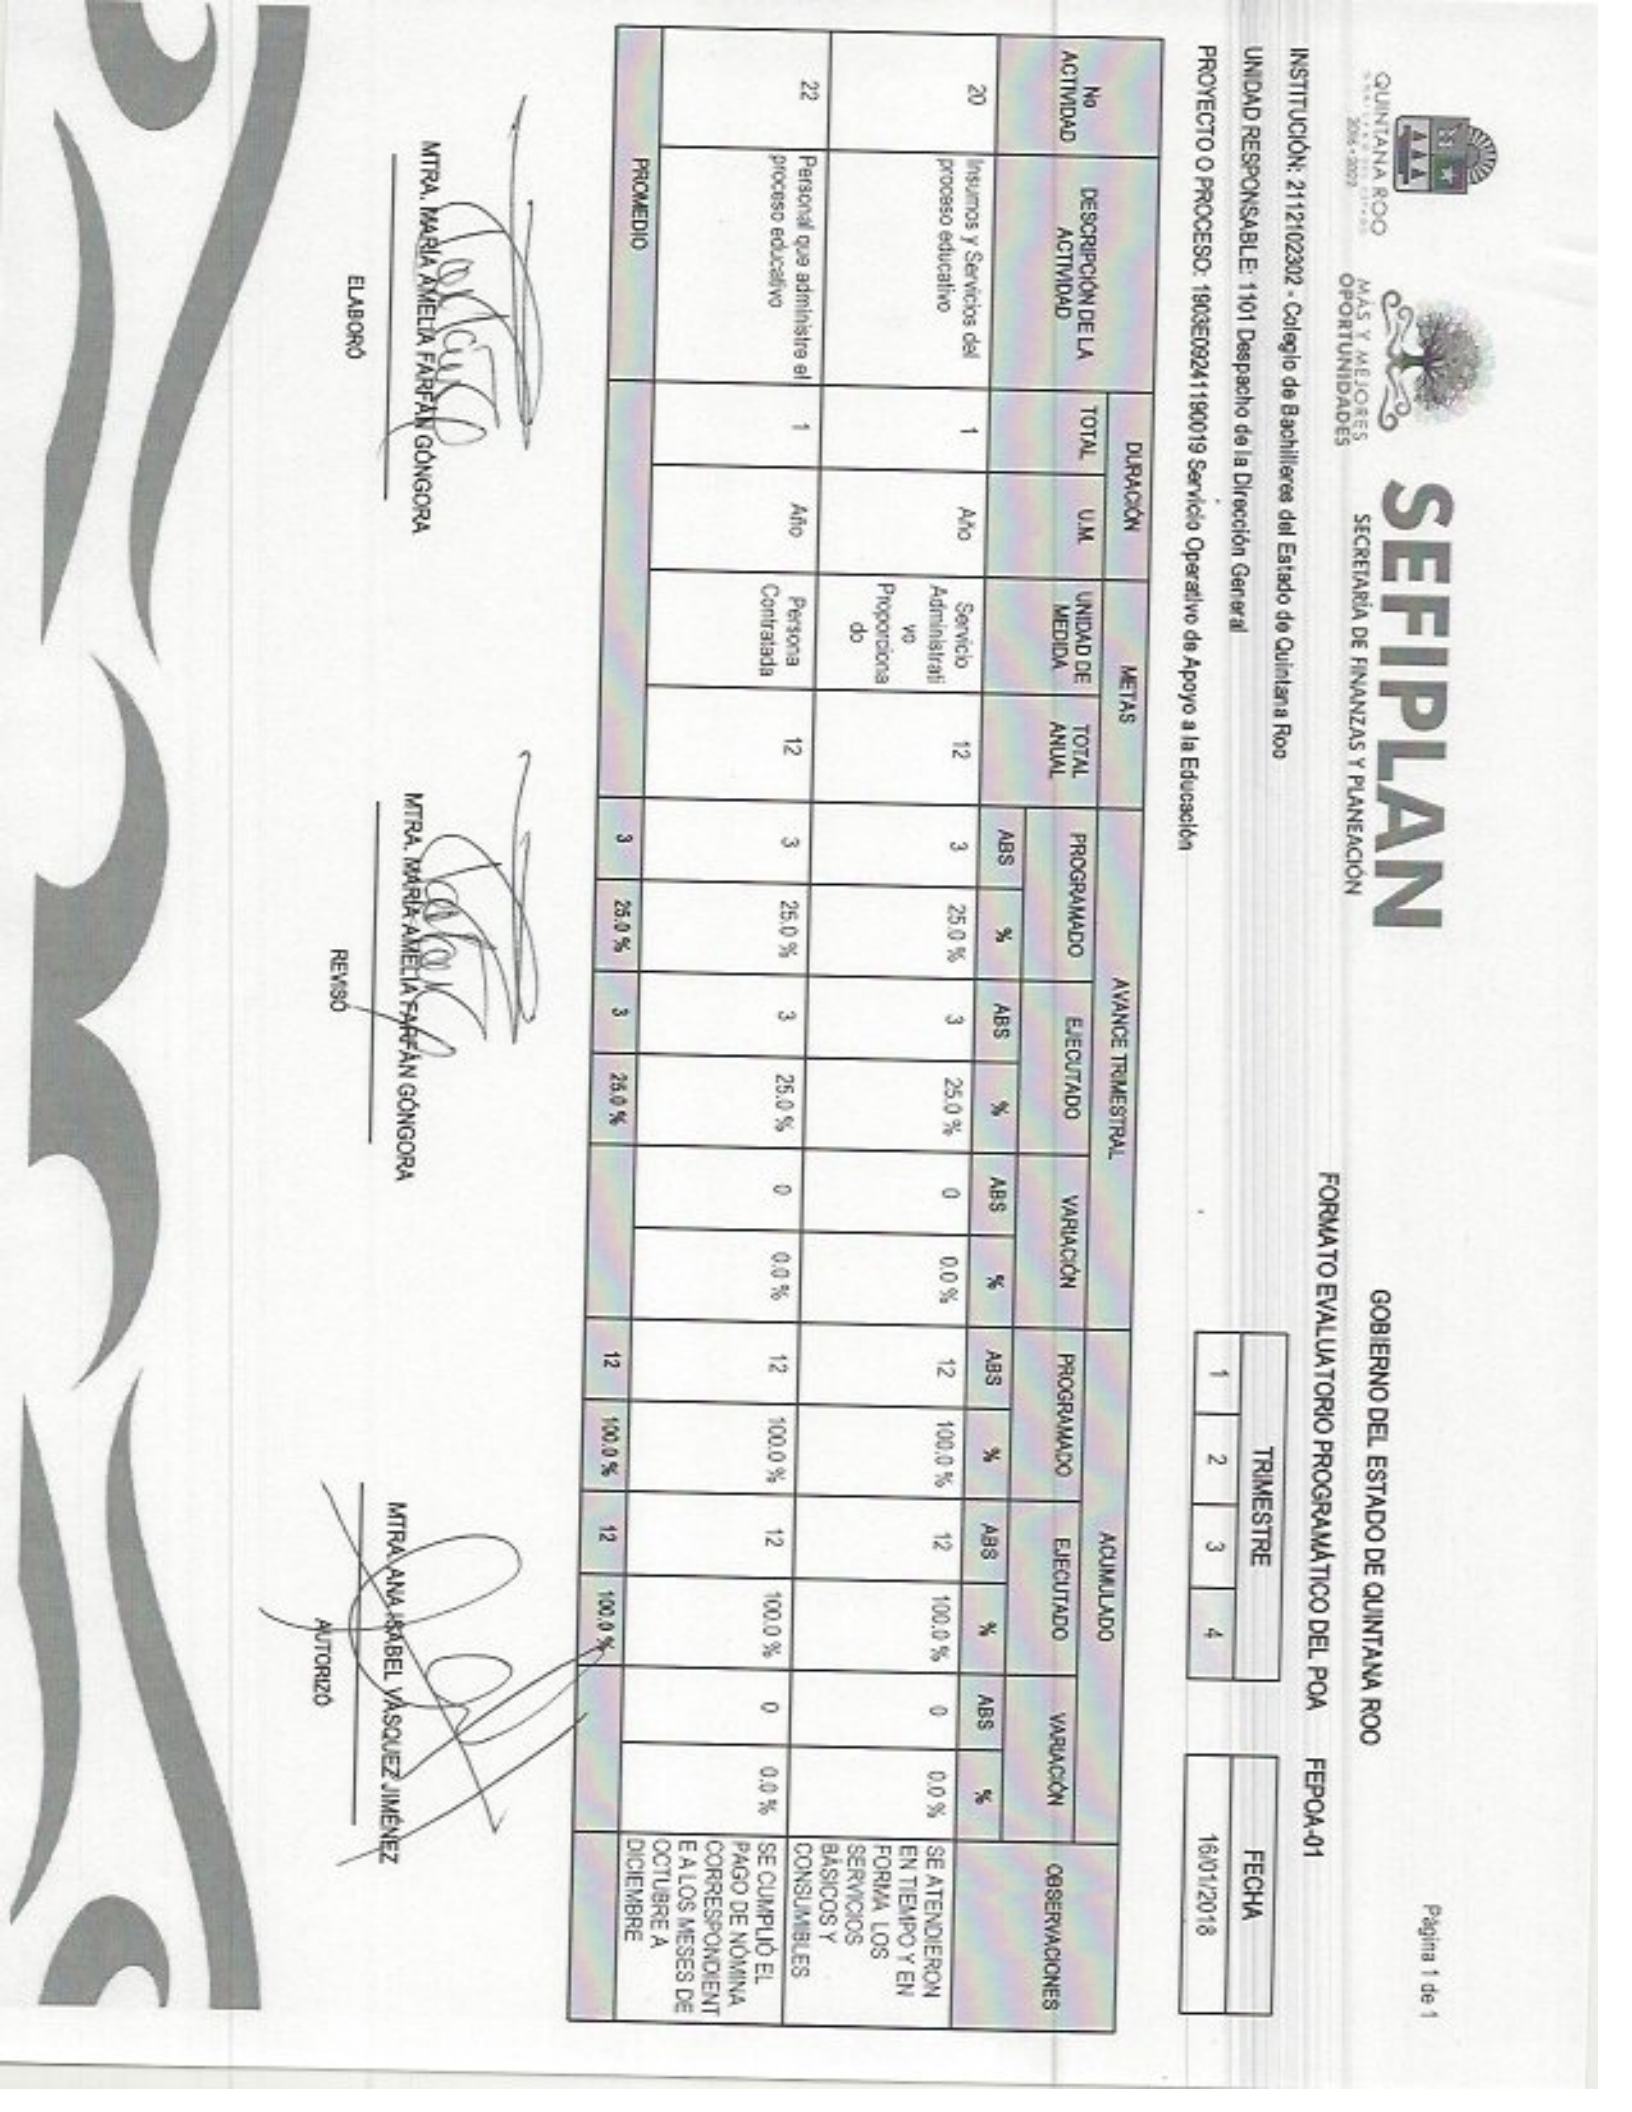 Página 1 de 1
QUINTANA ROO
2016 - 2022
MÁS Y MEJORES
OPORTUNIDADES
SEFIPLAN
SECRETARÍA DE FINANZAS Y PLANEACIÓN
GOBIERNO DEL ESTADO DE QUINTANA ROO
FORMATO EVALUATORIO PROGRAMÁTICO DEL POA FEPOA-01
INSTITUCIÓN: 2112102302 - Colegio de Bachilleres del Estado de Quintana Roo
UNIDAD RESPONSABLE: 1101 Despacho de la Dirección General
PROYECTO O PROCESO: 1903E09241190019 Servicio Operativo de Apoyo a la Educación
TRIMESTRE
1 2 3 4
FECHA
16/01/2018
No
ACTIVIDAD
DESCRIPCIÓN DE LA
ACTIVIDAD
DURACIÓN
METAS
AVANCE TRIMESTRAL
ACUMULADO
OBSERVACIONES
TOTAL
U.M.
UNIDAD DE
MEDIDA
TOTAL
ANUAL
PROGRAMADO EJECUTADO VARIACIÓN PROGRAMADO EJECUTADO VARIACIÓN
ABS % ABS % ABS % ABS % ABS % ABS %
20
Insumos y Servicios del
proceso educativo
1
Año
Servicio
Administrati
vo
Proporciona
do
12
3 25.0 % 3 25.0 % 0 0.0 % 12 100.0 % 12 100.0 % 0 0.0 %
SE ATENDIERON
EN TIEMPO Y EN
FORMA LOS
SERVICIOS
BÁSICOS Y
CONSUMIBLES
22
Personal que administre el
proceso educativo
1
Año
Persona
Contratada
12
3 25.0 % 3 25.0 % 0 0.0 % 12 100.0 % 12 100.0 % 0 0.0 %
SE CUMPLIÓ EL
PAGO DE NÓMINA
CORRESPONDIENT
E A LOS MESES DE
OCTUBRE A
DICIEMBRE
PROMEDIO
3 25.0 % 3 25.0 % 12 100.0 % 12 100.0 %
MTRA. MARÍA AMELIA FARFÁN GÓNGORA
ELABORÓ
MTRA. MARÍA AMELIA FARFÁN GÓNGORA
REVISÓ
MTRA. ANA ISABEL VÁSQUEZ JIMÉNEZ
AUTORIZÓ